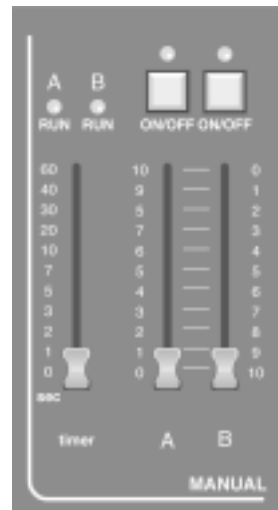 A B
RUN RUN
ON/OFF ON/OFF
60 10 0
40 9 1
30 5 2
20 7 3
10 6 4
7 5 5
5 4 6
3 3 7
2 2 8
1 1 9
0 0 10
sec
timer A B
MANUAL